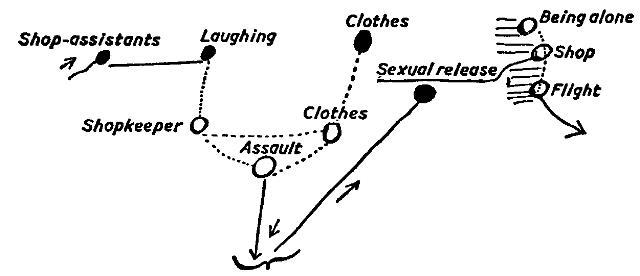 Clothes
Being alone
Shop-assistants
Laughing
Shop
Sexual release
Flight
Clothes
Shopkeeper
Assault